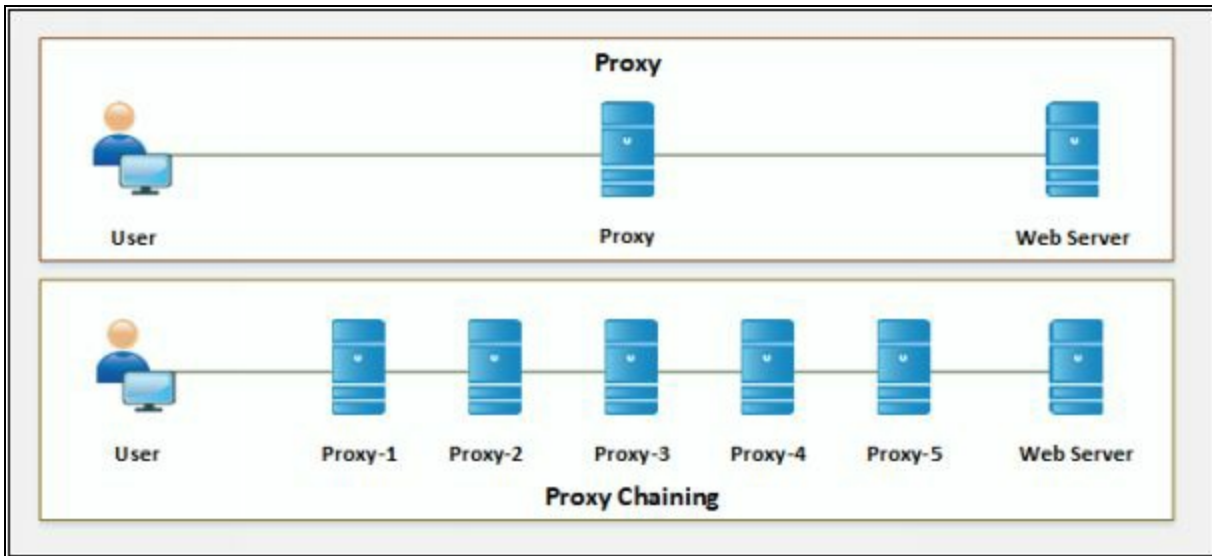 Proxy
User Proxy Web Server
User Proxy-1 Proxy-2 Proxy-3 Proxy-4 Proxy-5 Web Server
Proxy Chaining